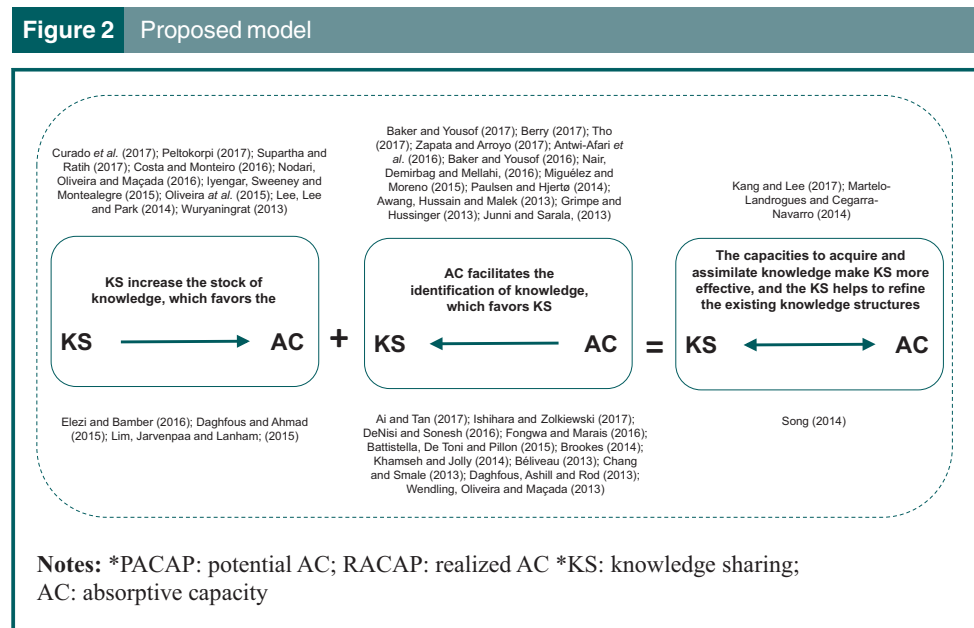 Figure 2 Proposed model
Curado et al. (2017); Peltokorpi (2017); Supartha and
Ratih (2017); Costa and Monteiro (2016); Nodari,
Oliveira and Maçada (2016); Iyengar, Sweeney and
Montealegre (2015); Oliveira at al. (2015); Lee, Lee
and Park (2014); Wuryaningrat (2013)
KS increase the stock of
knowledge, which favors the
KS AC
Elezi and Bamber (2016); Daghfous and Ahmad
(2015); Lim, Jarvenpaa and Lanham; (2015)
+
Baker and Yousof (2017); Berry (2017); Tho
(2017); Zapata and Arroyo (2017); Antwi-Afari et
al. (2016); Baker and Yousof (2016); Nair,
Demirbag and Mellahi, (2016); Miguélez and
Moreno (2015); Paulsen and Hjertø (2014);
Awang, Hussain and Malek (2013); Grimpe and
Hussinger (2013); Junni and Sarala, (2013)
AC facilitates the
identification of knowledge,
which favors KS
KS AC
Ai and Tan (2017); Ishihara and Zolkiewski (2017);
DeNisi and Sonesh (2016); Fongwa and Marais (2016);
Battistella, De Toni and Pillon (2015); Brookes (2014);
Khamseh and Jolly (2014); Béliveau (2013); Chang
and Smale (2013); Daghfous, Ashill and Rod (2013);
Wendling, Oliveira and Maçada (2013)
=
Kang and Lee (2017); Martelo-
Landrogues and Cegarra-
Navarro (2014)
The capacities to acquire and
assimilate knowledge make KS more
effective, and the KS helps to refine
the existing knowledge structures
KS AC
Song (2014)
Notes: *PACAP: potential AC; RACAP: realized AC *KS: knowledge sharing;
AC: absorptive capacity